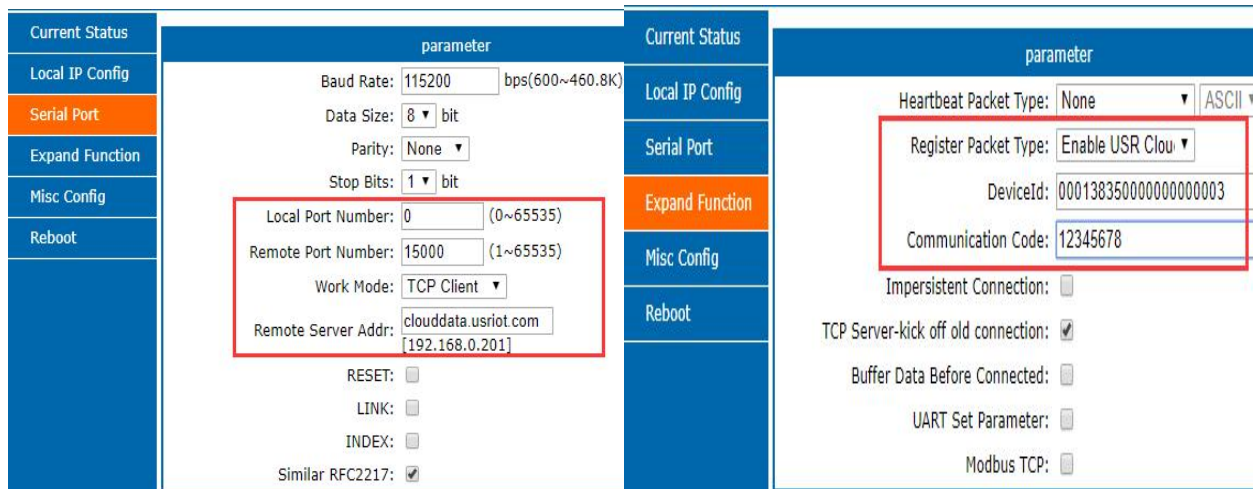 Current Status
Local IP Config
Serial Port
Expand Function
Misc Config
Reboot
parameter
Baud Rate: 115200 bps(600~460.8K)
Data Size: 8 bit
Parity: None
Stop Bits: 1 bit
Local Port Number: 0 (0~65535)
Remote Port Number: 15000 (1~65535)
Work Mode: TCP Client
Remote Server Addr: clouddata.usriot.com
[192.168.0.201]
RESET:
LINK:
INDEX:
Similar RFC2217:
Current Status
Local IP Config
Serial Port
Expand Function
Misc Config
Reboot
parameter
Heartbeat Packet Type: None ASCII
Register Packet Type: Enable USR Clou
DeviceId: 00013835000000000003
Communication Code: 12345678
Impersistent Connection:
TCP Server-kick off old connection:
Buffer Data Before Connected:
UART Set Parameter:
Modbus TCP: